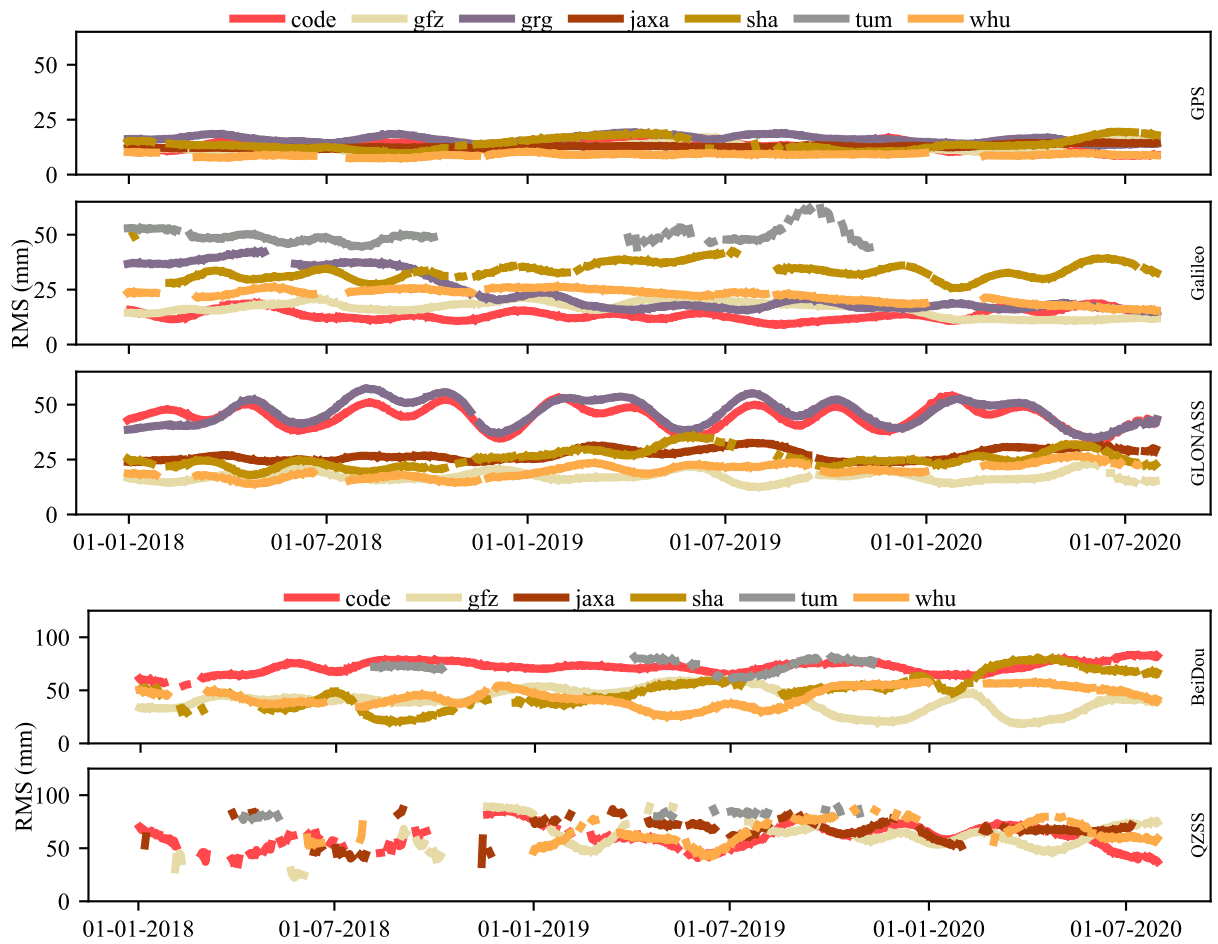 code gfz grg jaxa sha tum whu
50
25
0
GPS
50
25
0
Galileo
RMS (mm)
50
25
0
GLONASS
01-01-2018 01-07-2018 01-01-2019 01-07-2019 01-01-2020 01-07-2020
code gfz jaxa sha tum whu
100
50
0
BeiDou
RMS (mm)
100
50
0
QZSS
01-01-2018 01-07-2018 01-01-2019 01-07-2019 01-01-2020 01-07-2020